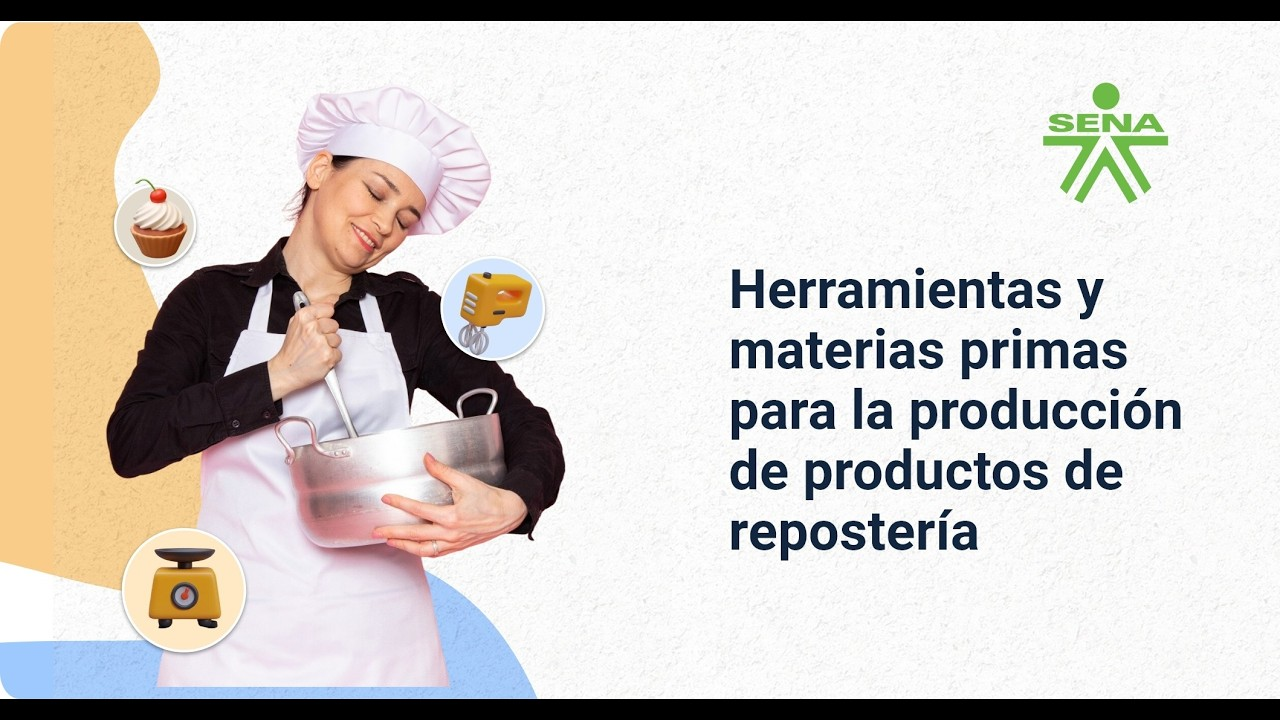 SENA
Herramientas y
materias primas
para la producción
de productos de
repostería